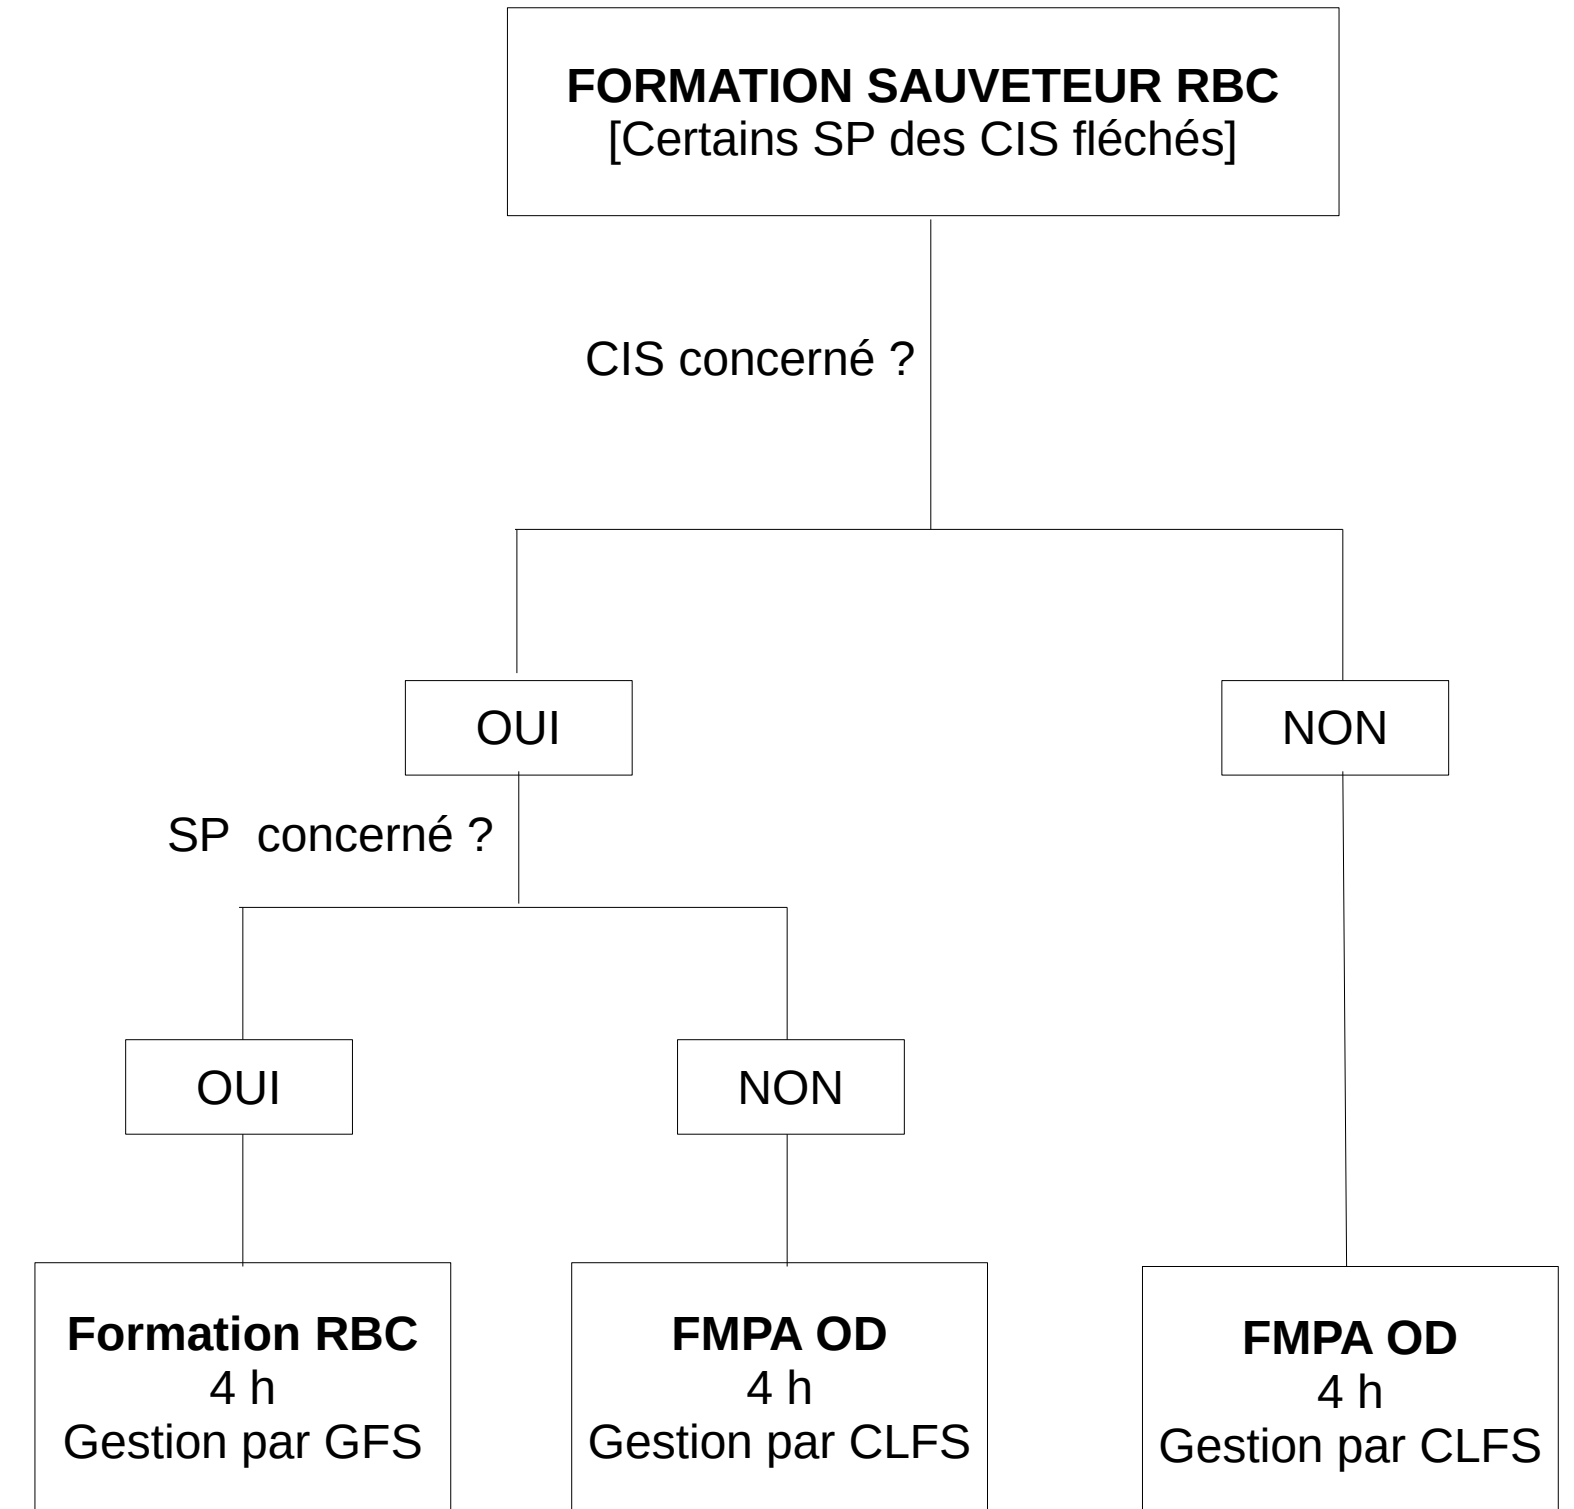 FORMATION SAUVETEUR RBC
[Certains SP des CIS fléchés]
CIS concerné ?
OUI
NON
SP concerné ?
OUI
NON
Formation RBC
4 h
Gestion par GFS
FMPA OD
4 h
Gestion par CLFS
FMPA OD
4 h
Gestion par CLFS